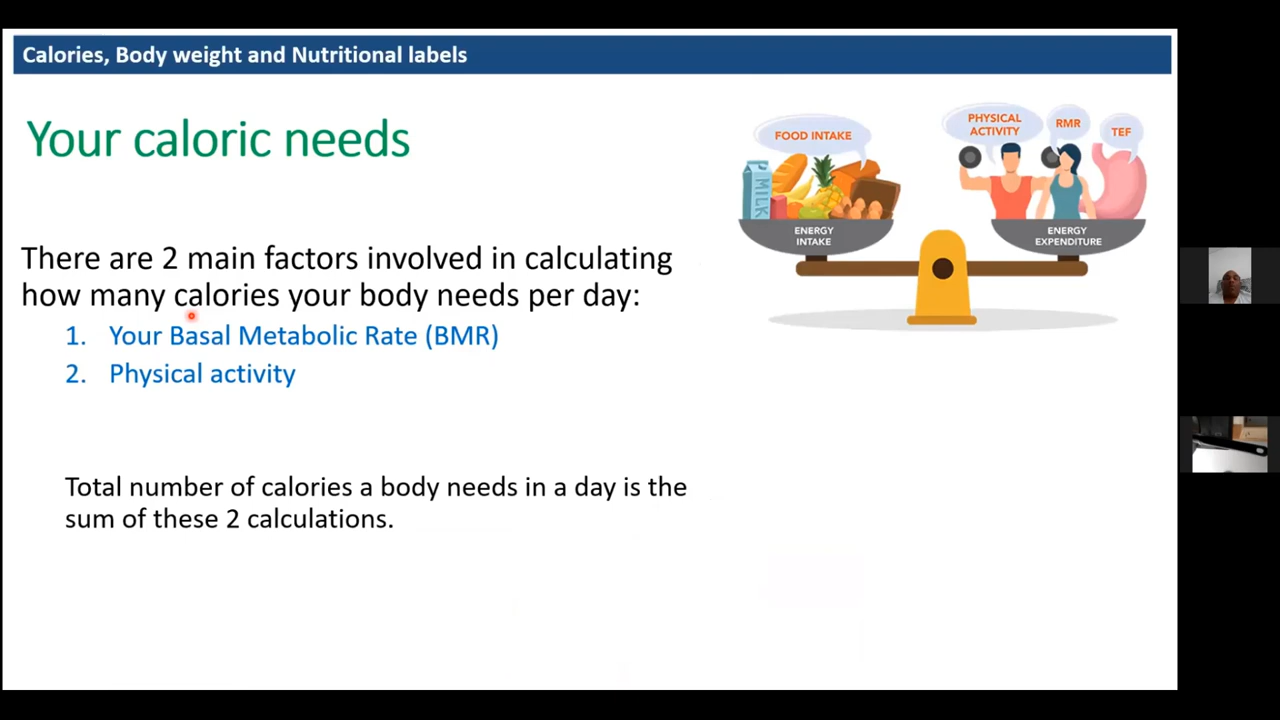 Calories, Body weight and Nutritional labels
Your caloric needs
FOOD INTAKE
PHYSICAL
ACTIVITY
RMR
TEF
MILK
ENERGY
INTAKE
ENERGY
EXPENDITURE
There are 2 main factors involved in calculating
how many calories your body needs per day:
1. Your Basal Metabolic Rate (BMR)
2. Physical activity
Total number of calories a body needs in a day is the
sum of these 2 calculations.